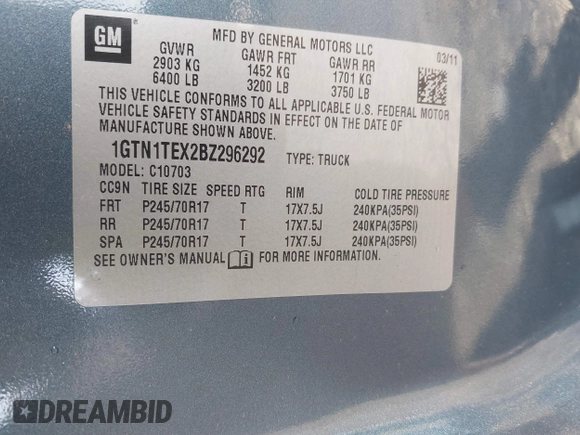 GM
MFD BY GENERAL MOTORS LLC
03/11
GVWR GAWR FRT GAWR RR
2903 KG 1452 KG 1701 KG
6400 LB 3200 LB 3750 LB
THIS VEHICLE CONFORMS TO ALL APPLICABLE U.S. FEDERAL MOTOR
VEHICLE SAFETY STANDARDS IN EFFECT ON THE DATE OF
MANUFACTURE SHOWN ABOVE.
1GTN1TEX2BZ296292 TYPE: TRUCK
MODEL: C10703
CC9N TIRE SIZE SPEED RTG RIM COLD TIRE PRESSURE
FRT P245/70R17 T 17X7.5J 240KPA(35PSI)
RR P245/70R17 T 17X7.5J 240KPA(35PSI)
SPA P245/70R17 T 17X7.5J 240KPA(35PSI)
SEE OWNER'S MANUAL FOR MORE INFORMATION.
DREAMBID